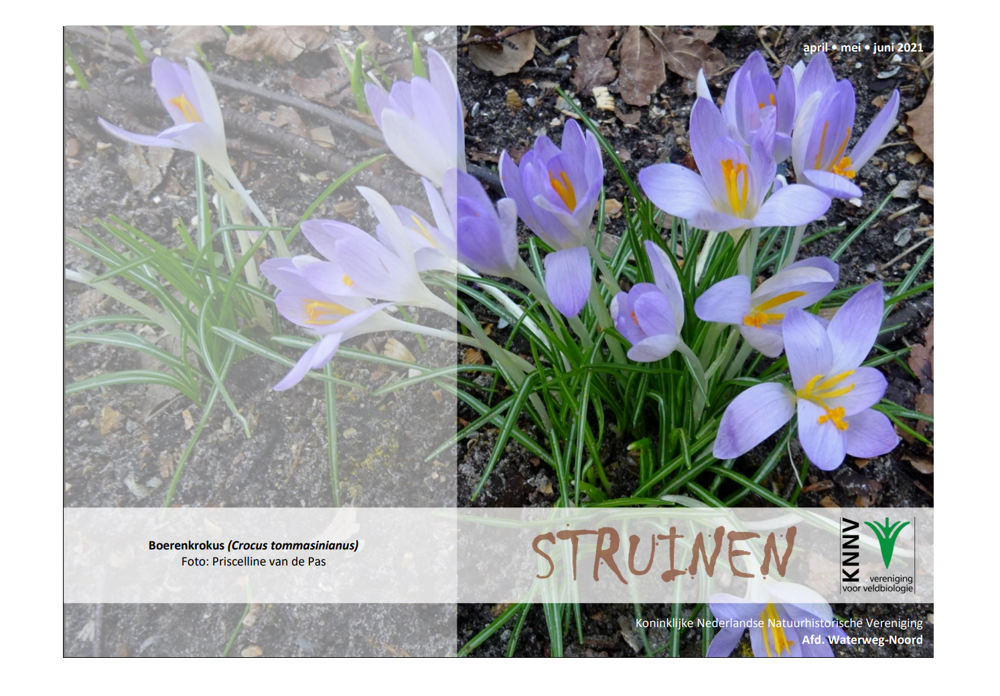 april • mei • juni 2021
Boerenkrokus (Crocus tommasinianus)
Foto: Priscelline van de Pas
STRUINEN
KNNV
vereniging
voor veldbiologie
Koninklijke Nederlandse Natuurhistorische Vereniging
Afd. Waterweg-Noord